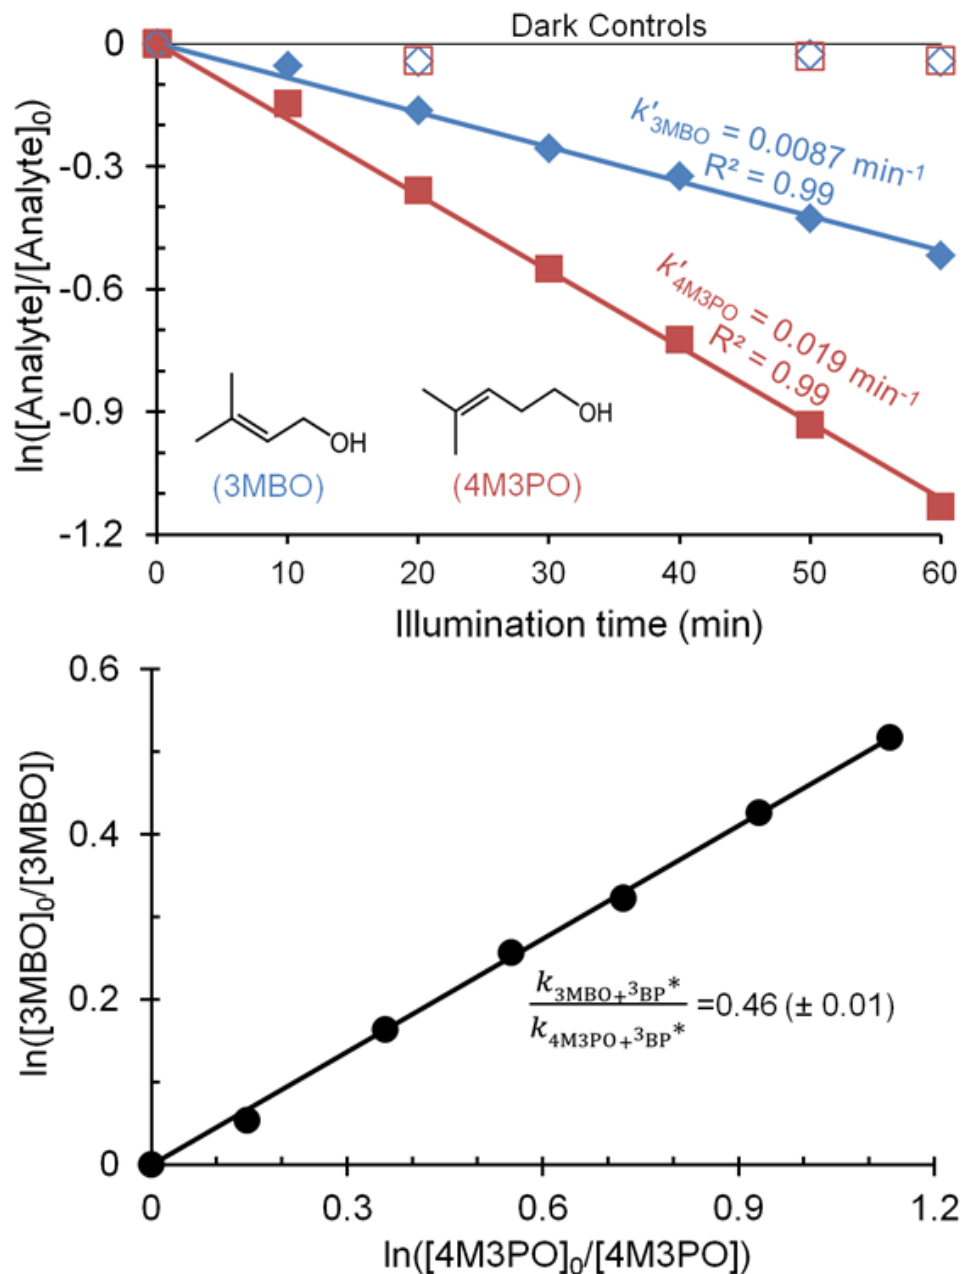 Dark Controls
0
-0.3
-0.6
-0.9
-1.2
ln([Analyte]/[Analyte]₀)
k′₃MBO = 0.0087 min⁻¹
R² = 0.99
k′₄M3PO = 0.019 min⁻¹
R² = 0.99
OH
(3MBO)
OH
(4M3PO)
0 10 20 30 40 50 60
Illumination time (min)
0.6
0.4
0.2
0
ln([3MBO]₀/[3MBO])
k₃MBO+³BP*
k₄M3PO+³BP*
=0.46 (± 0.01)
0 0.3 0.6 0.9 1.2
ln([4M3PO]₀/[4M3PO])